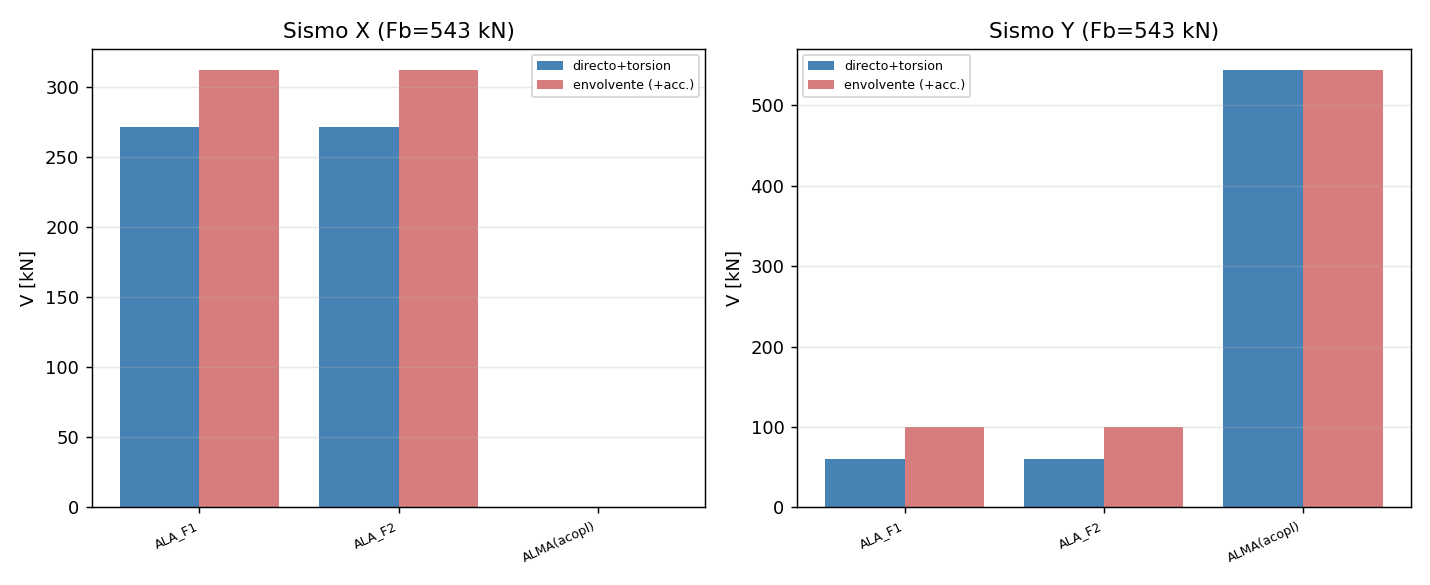 Sismo X (Fb=543 kN)
directo+torsion
envolvente (+acc.)
V [kN]
300
250
200
150
100
50
0
ALA_F1
ALA_F2
ALMA(acopl)
Sismo Y (Fb=543 kN)
directo+torsion
envolvente (+acc.)
V [kN]
500
400
300
200
100
0
ALA_F1
ALA_F2
ALMA(acopl)